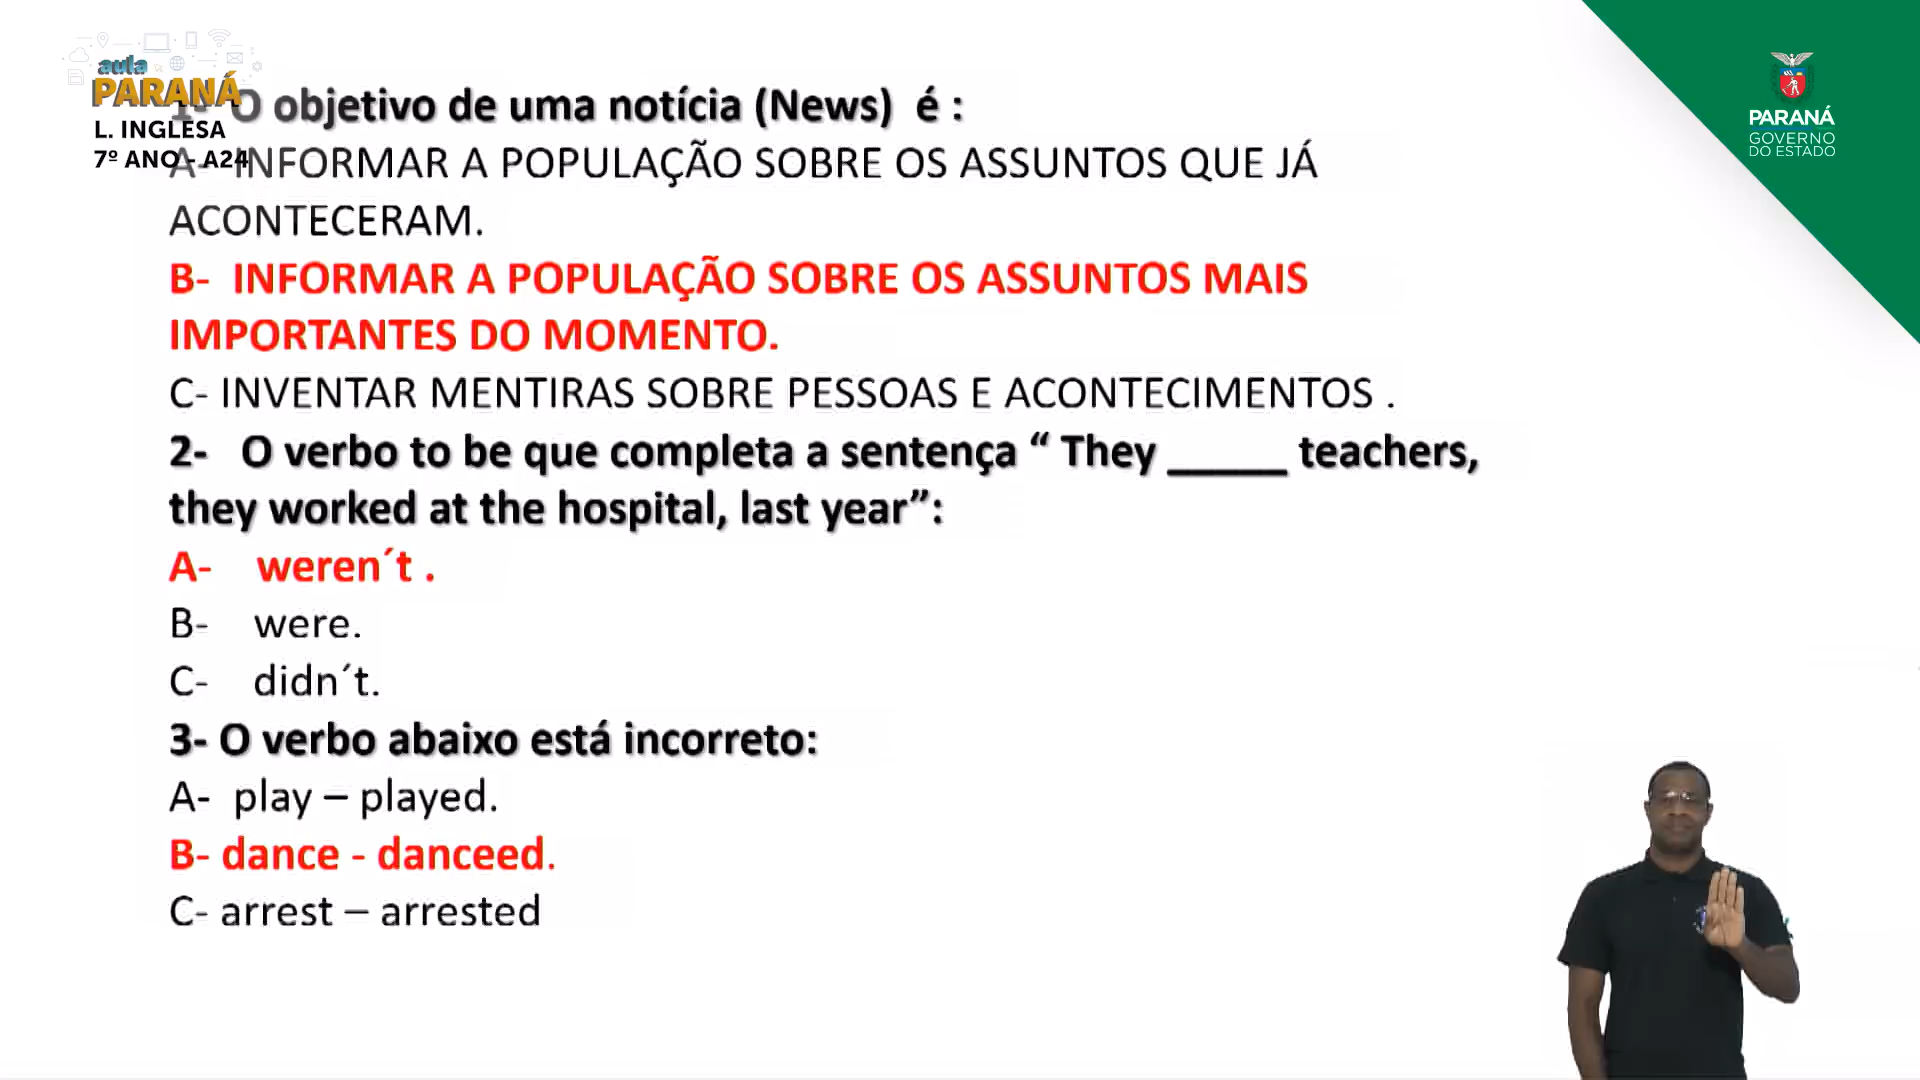 aula
PARANÁ
L. INGLESA
7º ANO - A24
PARANÁ
GOVERNO
DO ESTADO
1- O objetivo de uma notícia (News) é :
A- INFORMAR A POPULAÇÃO SOBRE OS ASSUNTOS QUE JÁ
ACONTECERAM.
B- INFORMAR A POPULAÇÃO SOBRE OS ASSUNTOS MAIS
IMPORTANTES DO MOMENTO.
C- INVENTAR MENTIRAS SOBRE PESSOAS E ACONTECIMENTOS .
2- O verbo to be que completa a sentença “ They _____ teachers,
they worked at the hospital, last year”:
A- weren´t .
B- were.
C- didn´t.
3- O verbo abaixo está incorreto:
A- play – played.
B- dance - danceed.
C- arrest – arrested